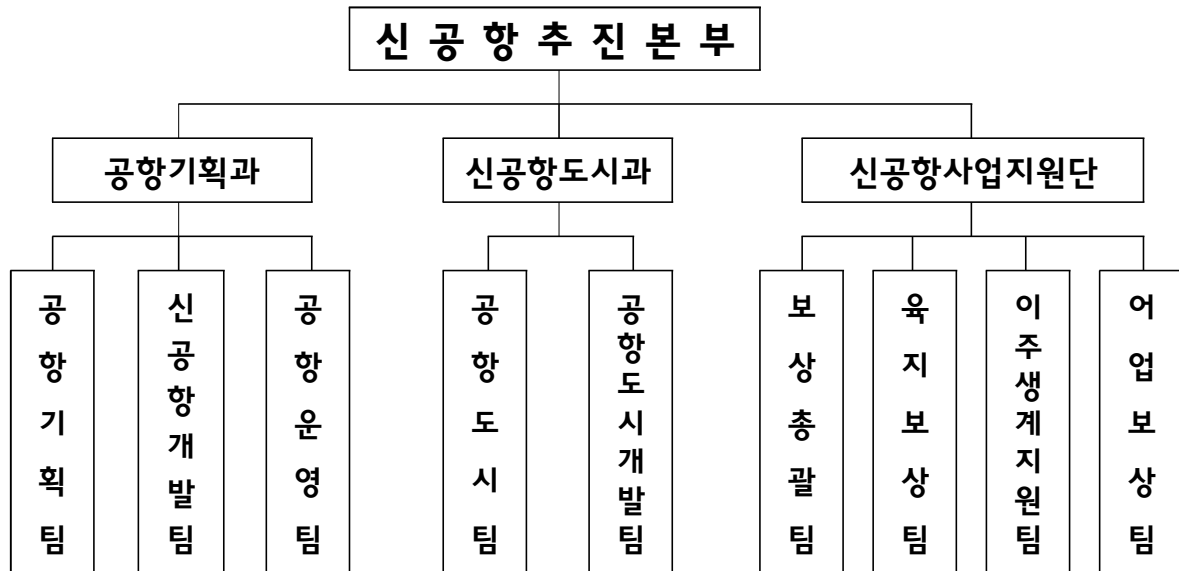 신공항추진본부
공항기획과
신공항도시과
신공항사업지원단
공항기획팀
신공항개발팀
공항운영팀
공항도시팀
공항도시개발팀
보상총괄팀
육지보상팀
이주생계지원팀
어업보상팀